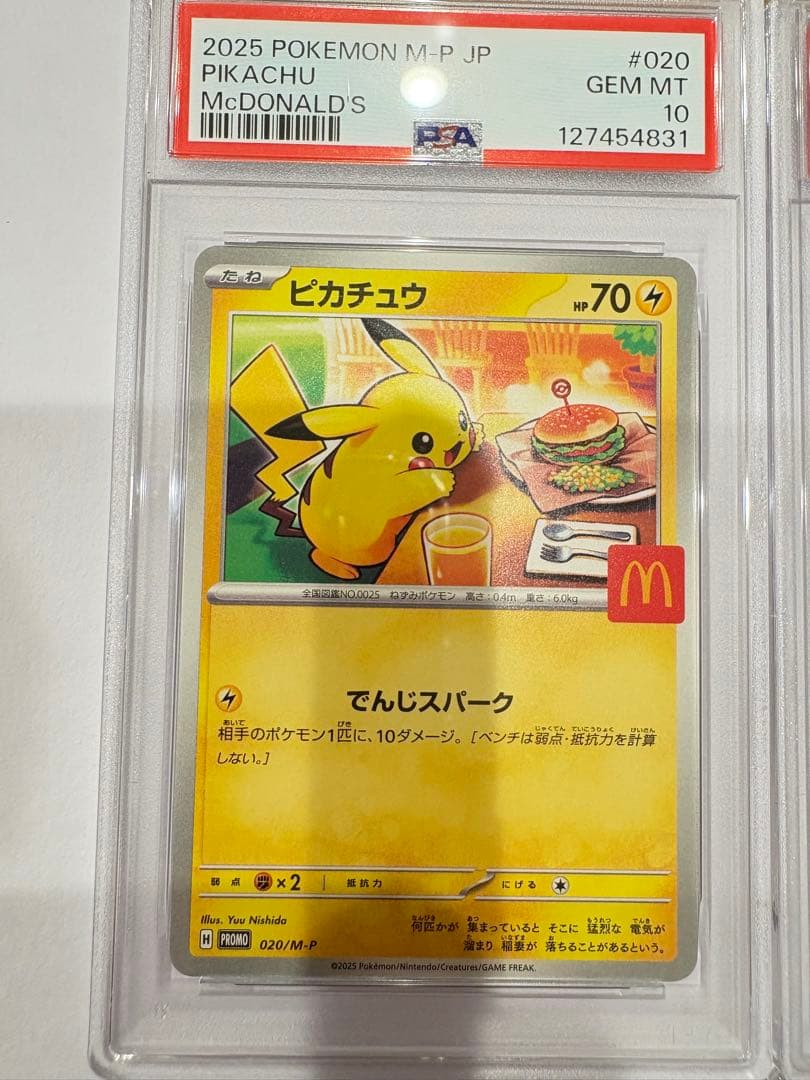 2025 POKEMON M-P JP #020
PIKACHU GEM MT
McDONALD'S 10
PSA 127454831
たね ピカチュウ HP70
全国図鑑NO.0025 ねずみポケモン 高さ:0.4m 重さ:6.0kg
M
でんじスパーク
相手のポケモン1匹に、10ダメージ。[ベンチは弱点・抵抗力を計算
しない。]
弱点 ×2 抵抗力 にげる
Illus. Yuu Nishida
何匹かが 集まっていると そこに 猛烈な 電気が
溜まり 稲妻が 落ちることがあるという。
H PROMO 020/M-P
©2025 Pokémon/Nintendo/Creatures/GAME FREAK.